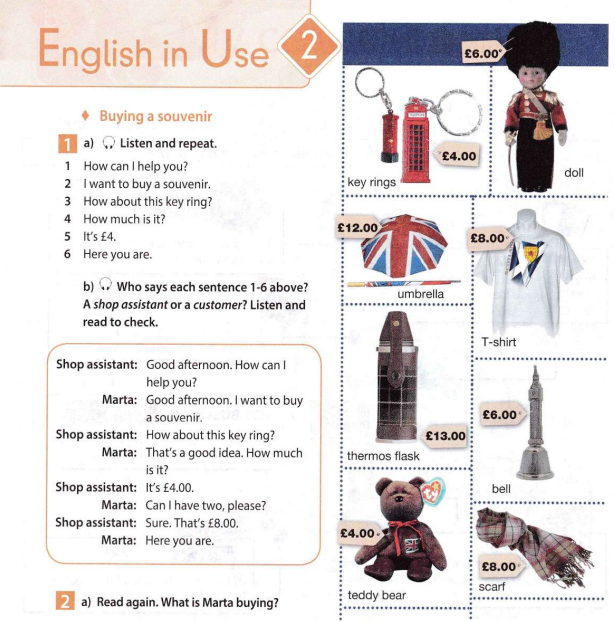 English in Use 2
Buying a souvenir
1 a) Listen and repeat.
1 How can I help you?
2 I want to buy a souvenir.
3 How about this key ring?
4 How much is it?
5 It's £4.
6 Here you are.
b) Who says each sentence 1-6 above?
A shop assistant or a customer? Listen and
read to check.
Shop assistant: Good afternoon. How can I
help you?
Marta: Good afternoon. I want to buy
a souvenir.
Shop assistant: How about this key ring?
Marta: That's a good idea. How much
is it?
Shop assistant: It's £4.00.
Marta: Can I have two, please?
Shop assistant: Sure. That's £8.00.
Marta: Here you are.
2 a) Read again. What is Marta buying?
£4.00
key rings
£6.00
doll
£12.00
umbrella
£8.00
T-shirt
£13.00
thermos flask
£6.00
bell
£4.00
teddy bear
£8.00
scarf